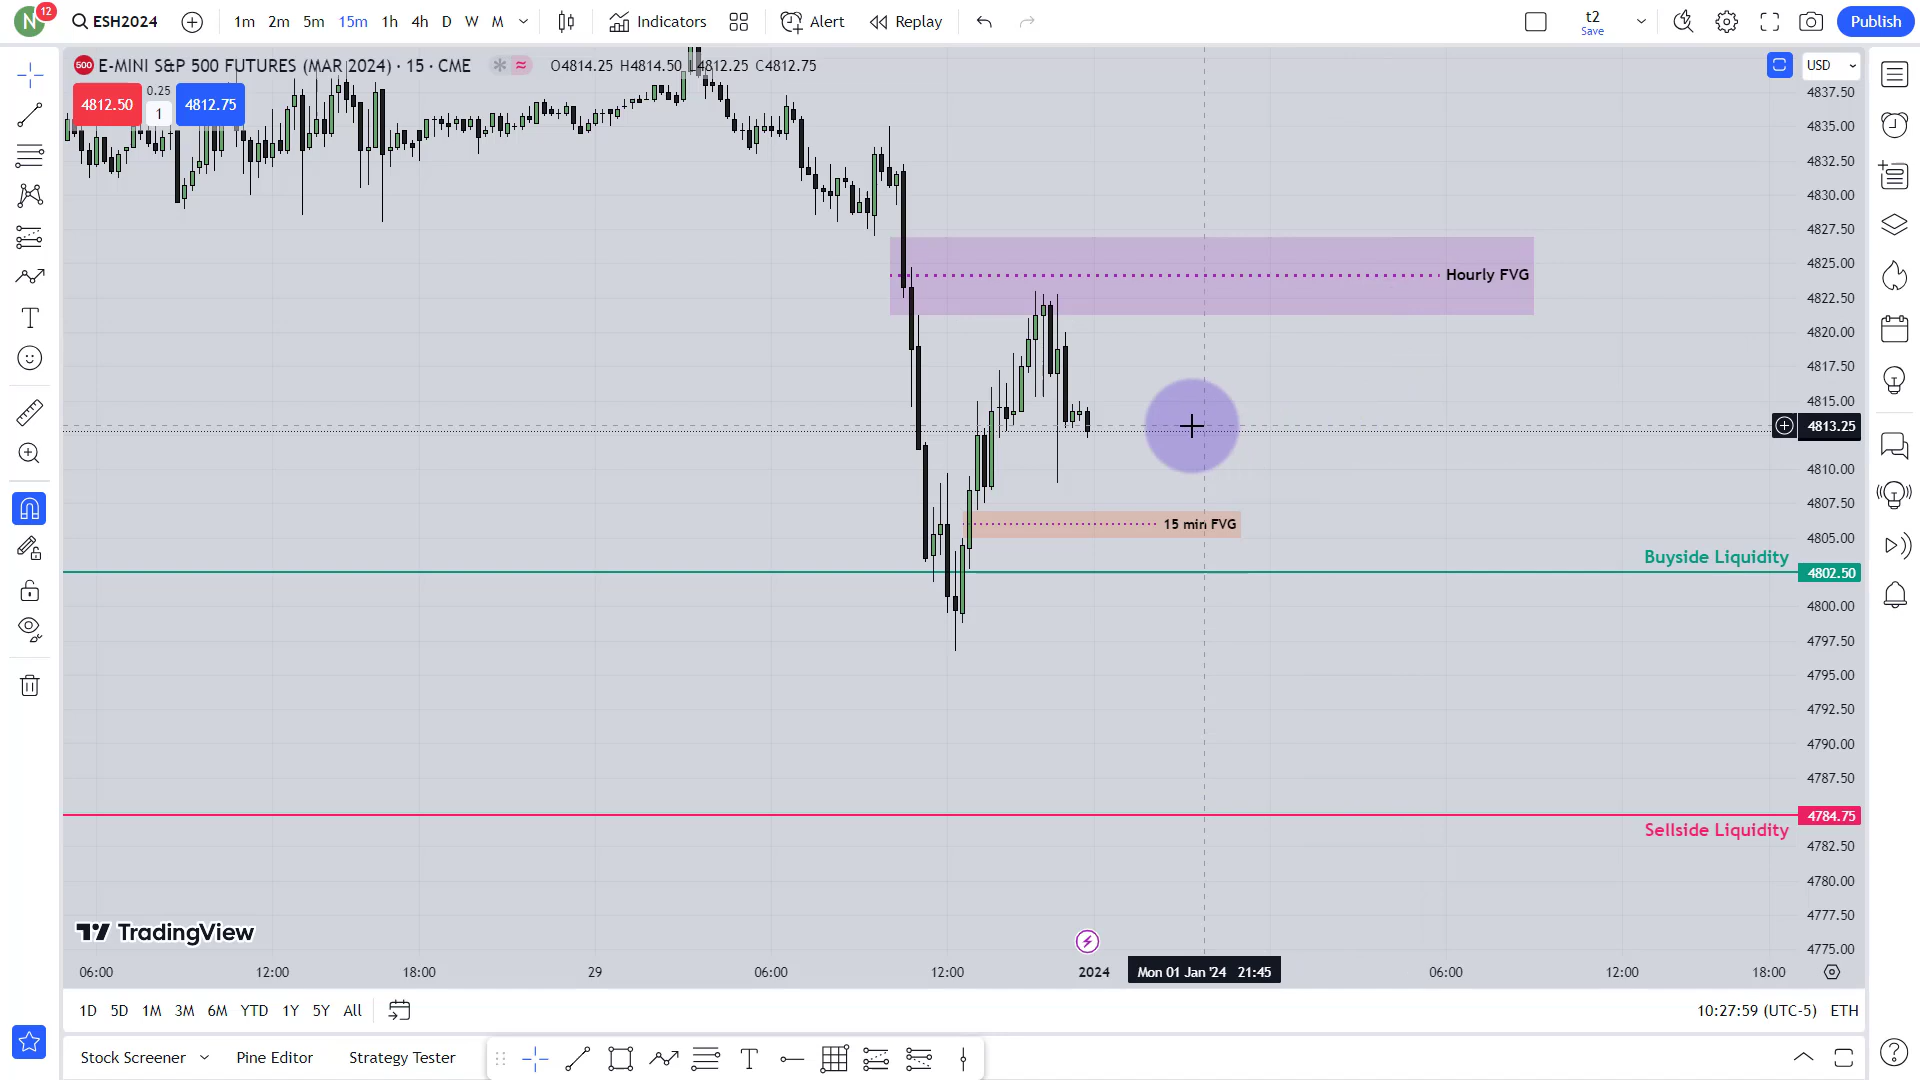 N 12 ESH2024 1m 2m 5m 15m 1h 4h D W M Indicators Alert Replay t2 Save Publish
500 E-MINI S&P 500 FUTURES (MAR 2024) · 15 · CME O4814.25 H4814.50 L4812.25 C4812.75 USD
4812.50 0.25 1 4812.75
4837.50
4835.00
4832.50
4830.00
4827.50
4825.00
Hourly FVG
4822.50
4820.00
4817.50
4815.00
4813.25
4810.00
4807.50
15 min FVG
4805.00
Buyside Liquidity
4802.50
4800.00
4797.50
4795.00
4792.50
4790.00
4787.50
4784.75
Sellside Liquidity
4782.50
4780.00
4777.50
4775.00
TradingView
06:00 12:00 18:00 29 06:00 12:00 2024 Mon 01 Jan '24 21:45 06:00 12:00 18:00
1D 5D 1M 3M 6M YTD 1Y 5Y All 10:27:59 (UTC-5) ETH
Stock Screener Pine Editor Strategy Tester